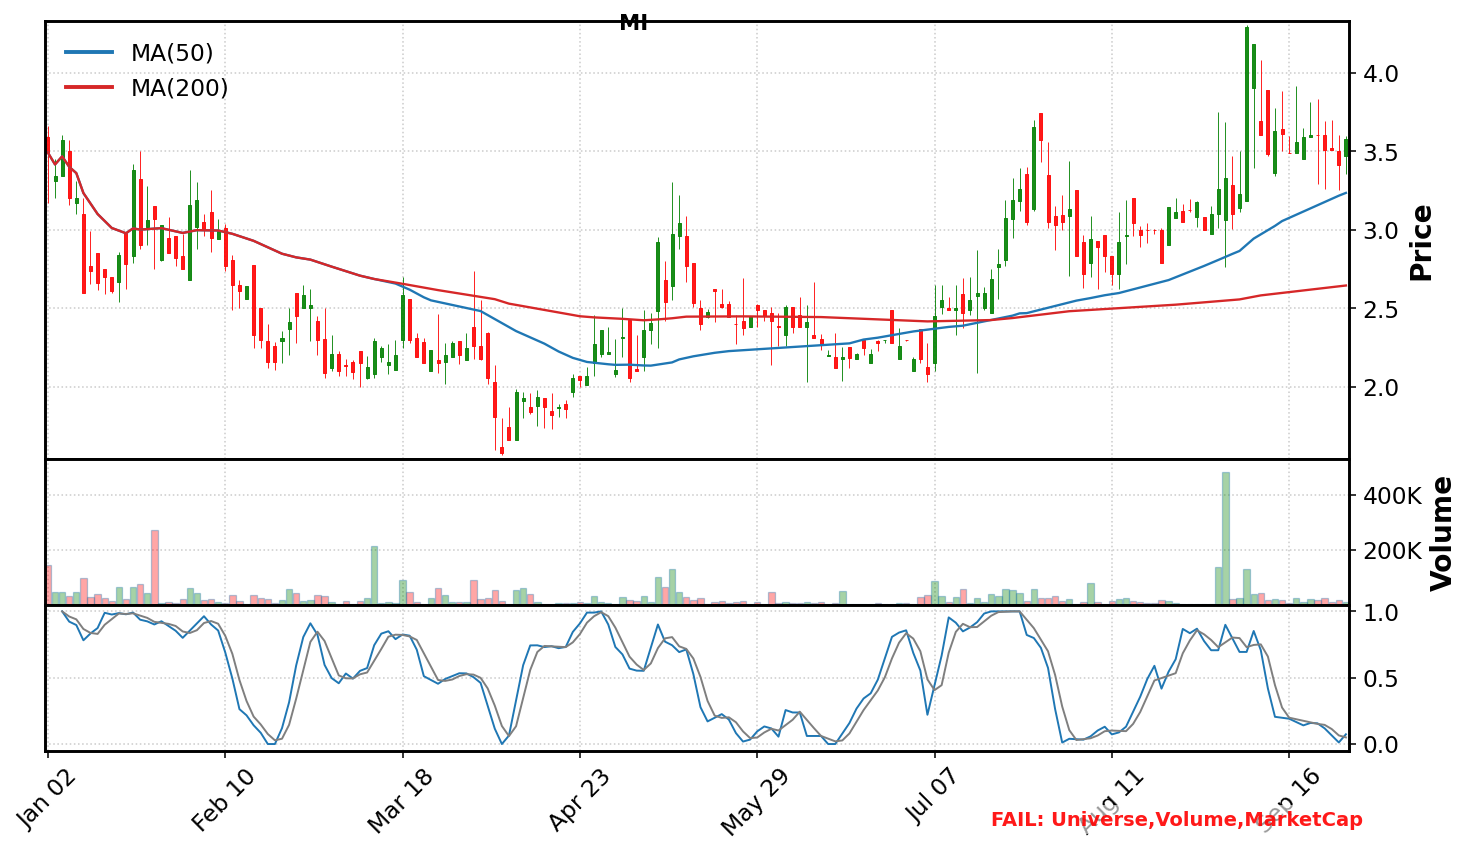 MI
MA(50)
MA(200)
4.0
3.5
3.0
2.5
2.0
Price
400K
200K
Volume
1.0
0.5
0.0
Jan 02
Feb 10
Mar 18
Apr 23
May 29
Jul 07
Aug 11
Sep 16
FAIL: Universe,Volume,MarketCap